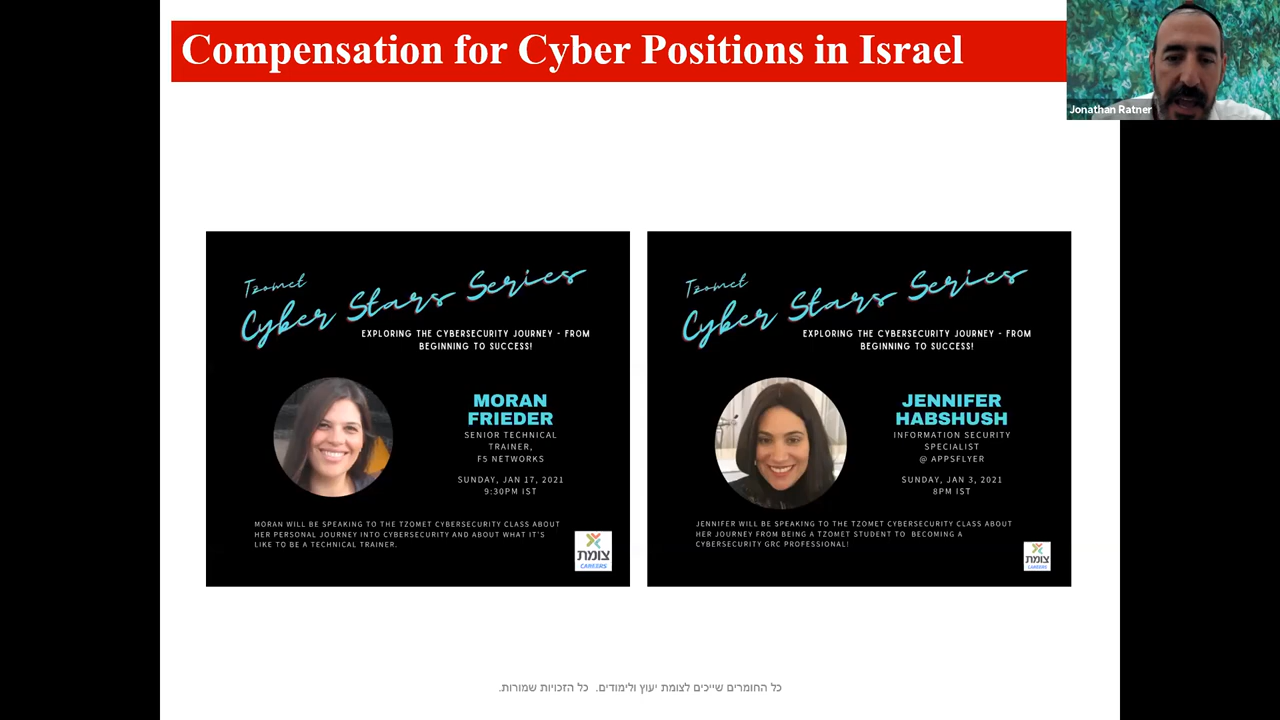 Compensation for Cyber Positions in Israel
Jonathan Ratner
Tzomet
Cyber Stars Series
EXPLORING THE CYBERSECURITY JOURNEY - FROM
BEGINNING TO SUCCESS!
MORAN
FRIEDER
SENIOR TECHNICAL
TRAINER,
F5 NETWORKS
SUNDAY, JAN 17, 2021
9:30PM IST
MORAN WILL BE SPEAKING TO THE TZOMET CYBERSECURITY CLASS ABOUT
HER PERSONAL JOURNEY INTO CYBERSECURITY AND ABOUT WHAT IT'S
LIKE TO BE A TECHNICAL TRAINER.
צומת
CAREERS
Tzomet
Cyber Stars Series
EXPLORING THE CYBERSECURITY JOURNEY - FROM
BEGINNING TO SUCCESS!
JENNIFER
HABSHUSH
INFORMATION SECURITY
SPECIALIST
@ APPSFLYER
SUNDAY, JAN 3, 2021
8PM IST
JENNIFER WILL BE SPEAKING TO THE TZOMET CYBERSECURITY CLASS ABOUT
HER JOURNEY FROM BEING A TZOMET STUDENT TO BECOMING A
CYBERSECURITY GRC PROFESSIONAL!
צומת
CAREERS
כל החומרים שייכים לצומת יעוץ ולימודים. כל הזכויות שמורות.